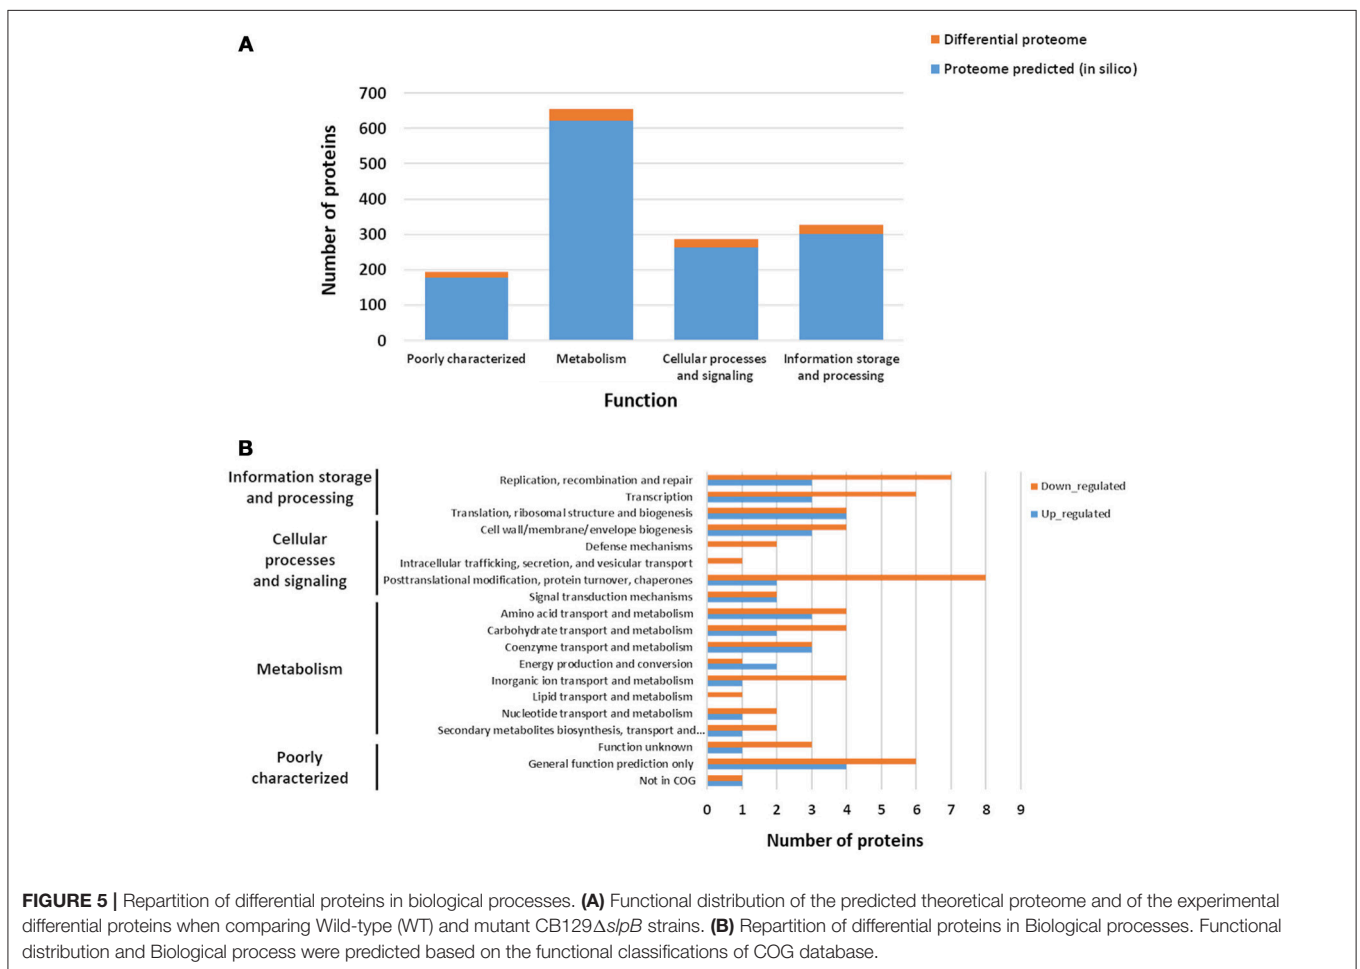 A
Differential proteome
Proteome predicted (in silico)
700
600
500
400
300
200
100
0
Number of proteins
Poorly characterized
Metabolism
Cellular processes
and signaling
Information storage
and processing
Function
B
Information storage
and processing
Cellular
processes
and signaling
Metabolism
Poorly
characterized
Replication, recombination and repair
Transcription
Translation, ribosomal structure and biogenesis
Cell wall/membrane/envelope biogenesis
Defense mechanisms
Intracellular trafficking, secretion, and vesicular transport
Posttranslational modification, protein turnover, chaperones
Signal transduction mechanisms
Amino acid transport and metabolism
Carbohydrate transport and metabolism
Coenzyme transport and metabolism
Energy production and conversion
Inorganic ion transport and metabolism
Lipid transport and metabolism
Nucleotide transport and metabolism
Secondary metabolites biosynthesis, transport and...
Function unknown
General function prediction only
Not in COG
Down_regulated
Up_regulated
0 1 2 3 4 5 6 7 8 9
Number of proteins
FIGURE 5 | Repartition of differential proteins in biological processes. (A) Functional distribution of the predicted theoretical proteome and of the experimental
differential proteins when comparing Wild-type (WT) and mutant CB129ΔslpB strains. (B) Repartition of differential proteins in Biological processes. Functional
distribution and Biological process were predicted based on the functional classifications of COG database.